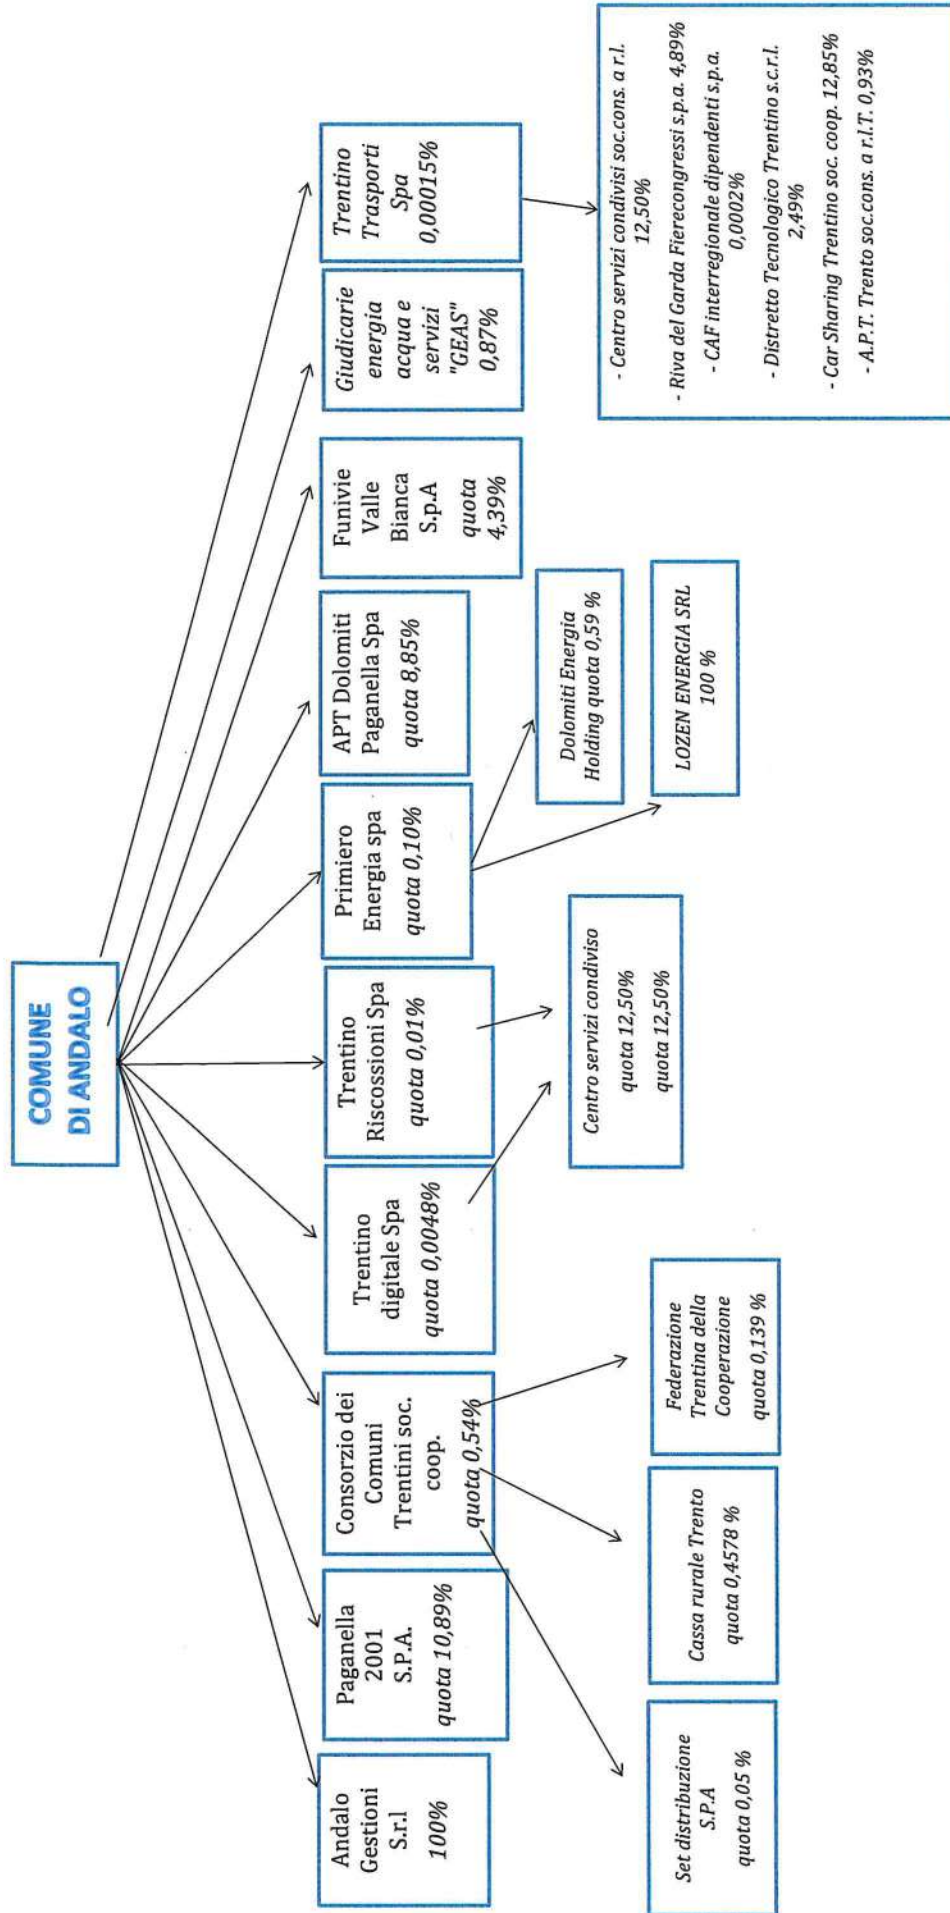 COMUNE
DI ANDALO
Andalo
Gestioni
S.r.l
100%
Paganella
2001
S.P.A.
quota 10,89%
Consorzio dei
Comuni
Trentini soc.
coop.
quota 0,54%
Trentino
digitale Spa
quota 0,0048%
Trentino
Riscossioni Spa
quota 0,01%
Primiero
Energia spa
quota 0,10%
APT Dolomiti
Paganella Spa
quota 8,85%
Funivie
Valle
Bianca
S.p.A
quota
4,39%
Giudicarie
energia
acqua e
servizi
"GEAS"
0,87%
Trentino
Trasporti
Spa
0,00015%
Set distribuzione
S.P.A
quota 0,05 %
Cassa rurale Trento
quota 0,4578 %
Federazione
Trentina della
Cooperazione
quota 0,139 %
Centro servizi condiviso
quota 12,50%
quota 12,50%
Dolomiti Energia
Holding quota 0,59 %
LOZEN ENERGIA SRL
100 %
- Centro servizi condivisi soc.cons. a r.l.
12,50%
- Riva del Garda Fierecongressi s.p.a. 4,89%
- CAF interregionale dipendenti s.p.a.
0,0002%
- Distretto Tecnologico Trentino s.c.r.l.
2,49%
- Car Sharing Trentino soc. coop. 12,85%
- A.P.T. Trento soc.cons. a r.l.T. 0,93%